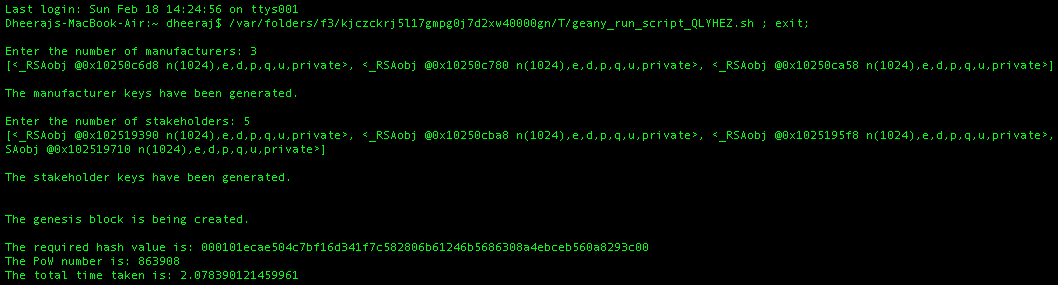 Last login: Sun Feb 18 14:24:56 on ttys001
Dheerajs-MacBook-Air:~ dheeraj$ /var/folders/f3/kjczckrj5l17gmpg0j7d2xw40000gn/T/geany_run_script_QLYHEZ.sh ; exit;
Enter the number of manufacturers: 3
[<_RSAobj @0x10250c6d8 n(1024),e,d,p,q,u,private>, <_RSAobj @0x10250c780 n(1024),e,d,p,q,u,private>, <_RSAobj @0x10250ca58 n(1024),e,d,p,q,u,private>]
The manufacturer keys have been generated.
Enter the number of stakeholders: 5
[<_RSAobj @0x102519390 n(1024),e,d,p,q,u,private>, <_RSAobj @0x10250cba8 n(1024),e,d,p,q,u,private>, <_RSAobj @0x1025195f8 n(1024),e,d,p,q,u,private>,
SAobj @0x102519710 n(1024),e,d,p,q,u,private>]
The stakeholder keys have been generated.
The genesis block is being created.
The required hash value is: 000101ecae504c7bf16d341f7c582806b61246b5686308a4ebceb560a8293c00
The PoW number is: 863908
The total time taken is: 2.078390121459961